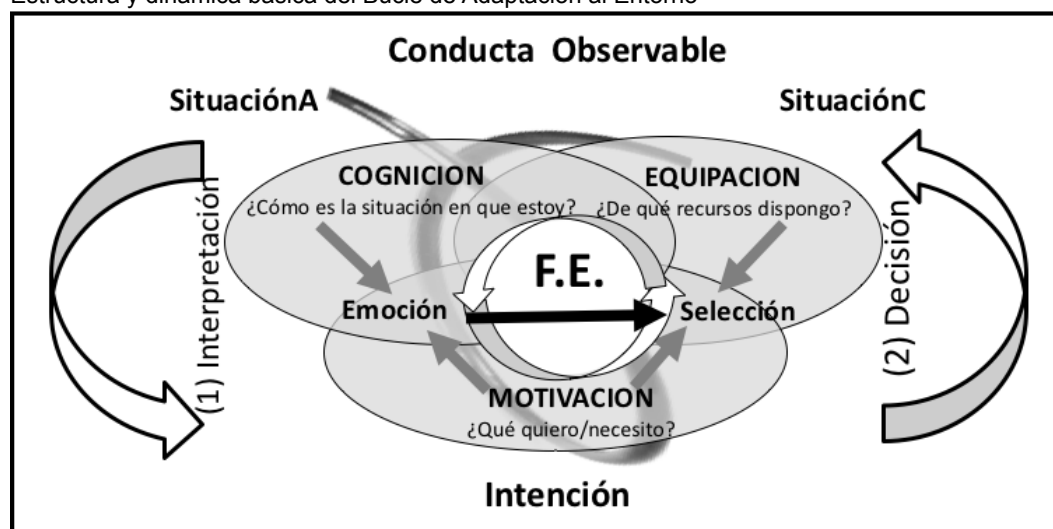 Estructura y dinámica básica del Bucle de Adaptación al Entorno
Conducta Observable
SituaciónA
SituaciónC
COGNICION
EQUIPACION
¿Cómo es la situación en que estoy?
¿De qué recursos dispongo?
(1) Interpretación
F.E.
(2) Decisión
Emoción
Selección
MOTIVACION
¿Qué quiero/necesito?
Intención